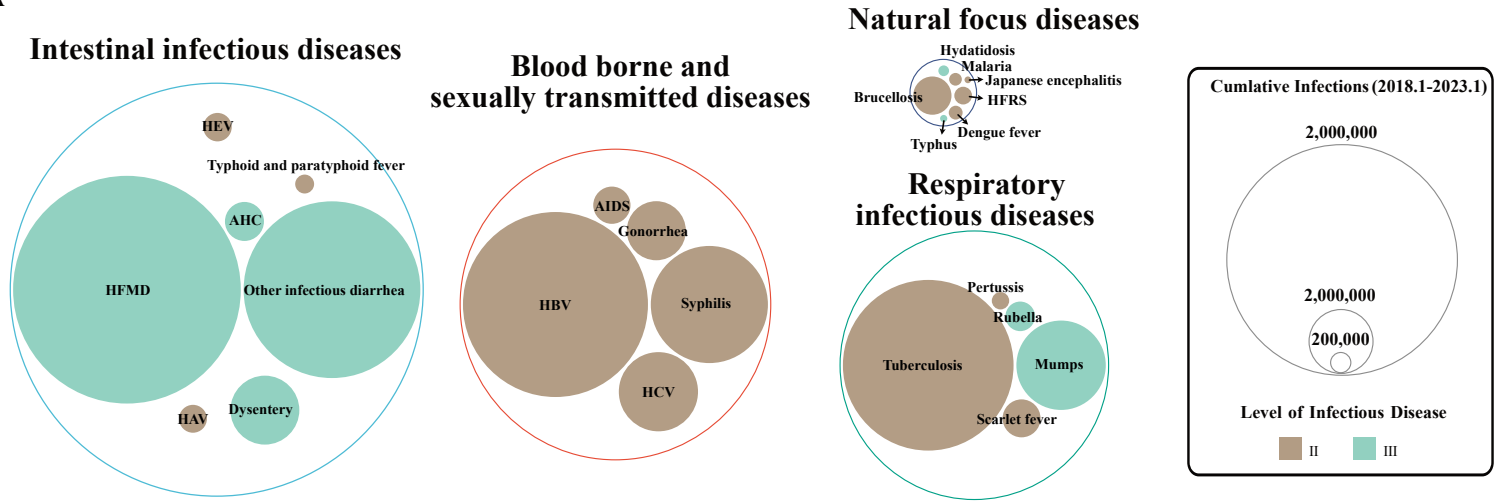 Intestinal infectious diseases
HEV
Typhoid and paratyphoid fever
AHC
HFMD
Other infectious diarrhea
HAV
Dysentery
Blood borne and
sexually transmitted diseases
AIDS
Gonorrhea
HBV
Syphilis
HCV
Natural focus diseases
Hydatidosis
Malaria
Japanese encephalitis
Brucellosis
HFRS
Dengue fever
Typhus
Respiratory
infectious diseases
Pertussis
Rubella
Tuberculosis
Mumps
Scarlet fever
Cumlative Infections (2018.1-2023.1)
2,000,000
2,000,000
200,000
Level of Infectious Disease
II
III